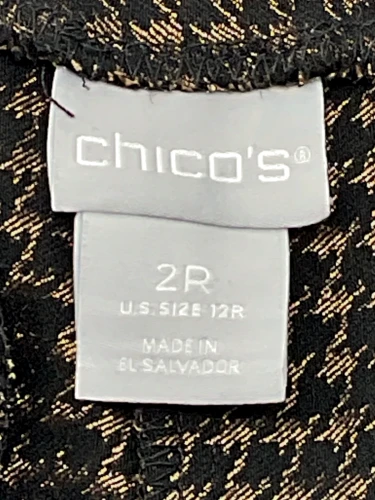 chico's®
2R
U.S. SIZE 12R
MADE IN
EL SALVADOR